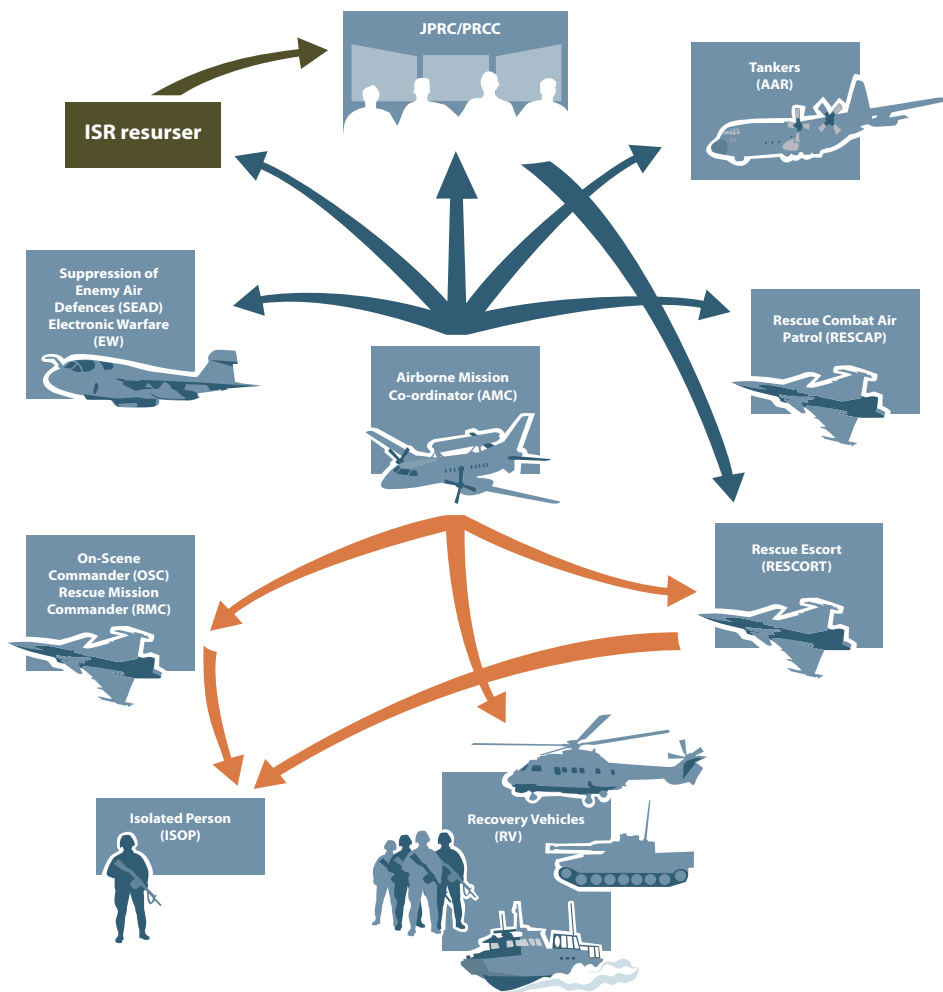 JPRC/PRCC
Tankers
(AAR)
ISR resurser
Suppression of
Enemy Air
Defences (SEAD)
Electronic Warfare
(EW)
Rescue Combat Air
Patrol (RESCAP)
Airborne Mission
Co-ordinator (AMC)
On-Scene
Commander (OSC)
Rescue Mission
Commander (RMC)
Rescue Escort
(RESCORT)
Isolated Person
(ISOP)
Recovery Vehicles
(RV)